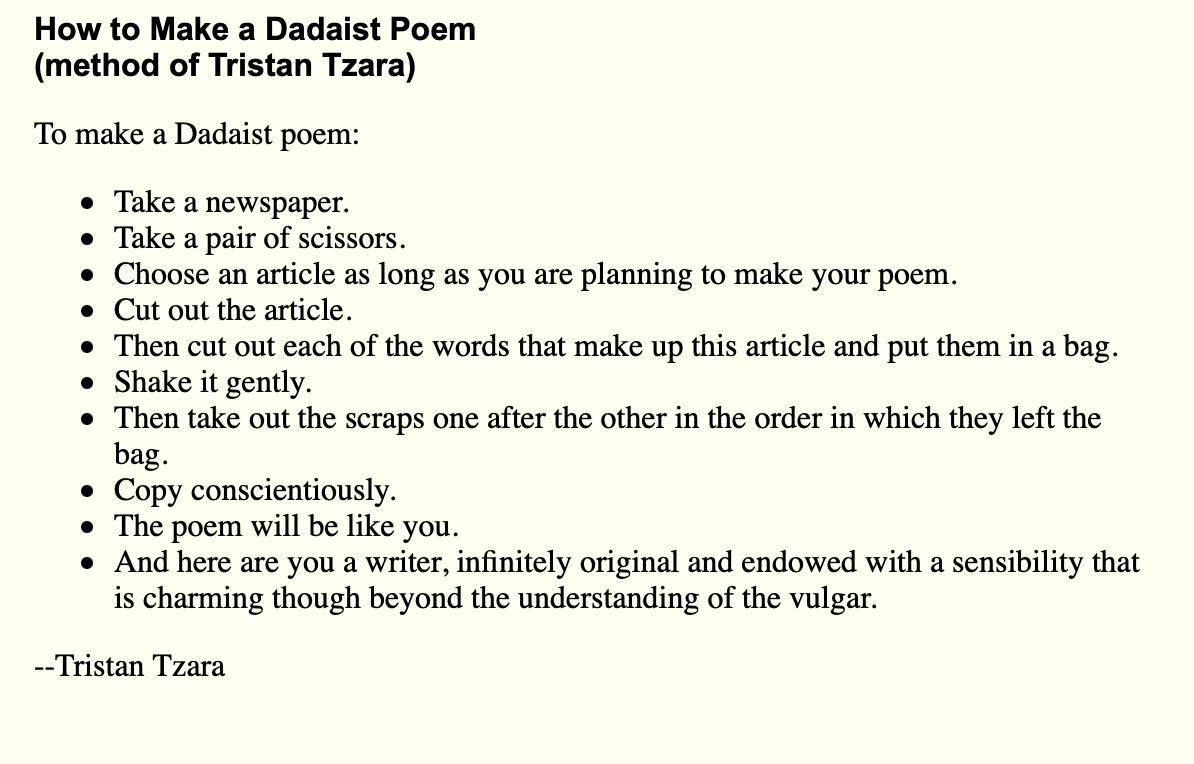 How to Make a Dadaist Poem
(method of Tristan Tzara)
To make a Dadaist poem:
• Take a newspaper.
• Take a pair of scissors.
• Choose an article as long as you are planning to make your poem.
• Cut out the article.
• Then cut out each of the words that make up this article and put them in a bag.
• Shake it gently.
• Then take out the scraps one after the other in the order in which they left the
bag.
• Copy conscientiously.
• The poem will be like you.
• And here are you a writer, infinitely original and endowed with a sensibility that
is charming though beyond the understanding of the vulgar.
--Tristan Tzara